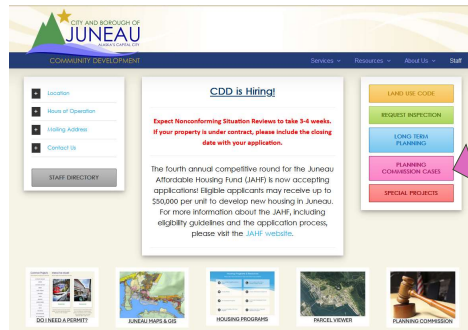 CITY AND BOROUGH OF
JUNEAU
ALASKA'S CAPITAL CITY
COMMUNITY DEVELOPMENT
Services
Resources
About Us
Staff
Location
Hours of Operation
Mailing Address
Contact Us
STAFF DIRECTORY
CDD is Hiring!
Expect Nonconforming Situation Reviews to take 3-4 weeks.
If your property is under contract, please include the closing
date with your application.
The fourth annual competitive round for the Juneau
Affordable Housing Fund (JAHF) is now accepting
applications! Eligible applicants may receive up to
$50,000 per unit to develop new housing in Juneau.
For more information about the JAHF, including
eligibility guidelines and the application process,
please visit the JAHF website.
LAND USE CODE
REQUEST INSPECTION
LONG TERM
PLANNING
PLANNING
COMMISSION CASES
SPECIAL PROJECTS
DO I NEED A PERMIT?
JUNEAU MAPS & GIS
HOUSING PROGRAMS
PARCEL VIEWER
PLANNING COMMISSION